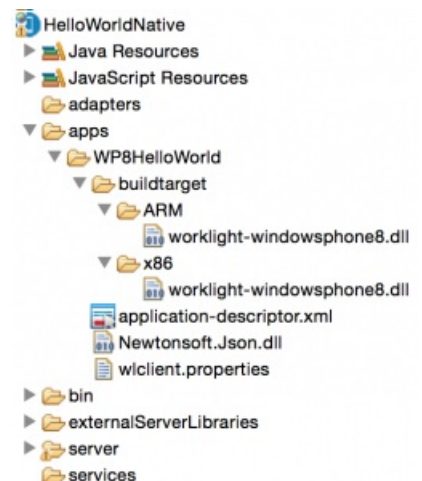 HelloWorldNative
Java Resources
JavaScript Resources
adapters
apps
WP8HelloWorld
buildtarget
ARM
worklight-windowsphone8.dll
x86
worklight-windowsphone8.dll
application-descriptor.xml
Newtonsoft.Json.dll
wlclient.properties
bin
externalServerLibraries
server
services